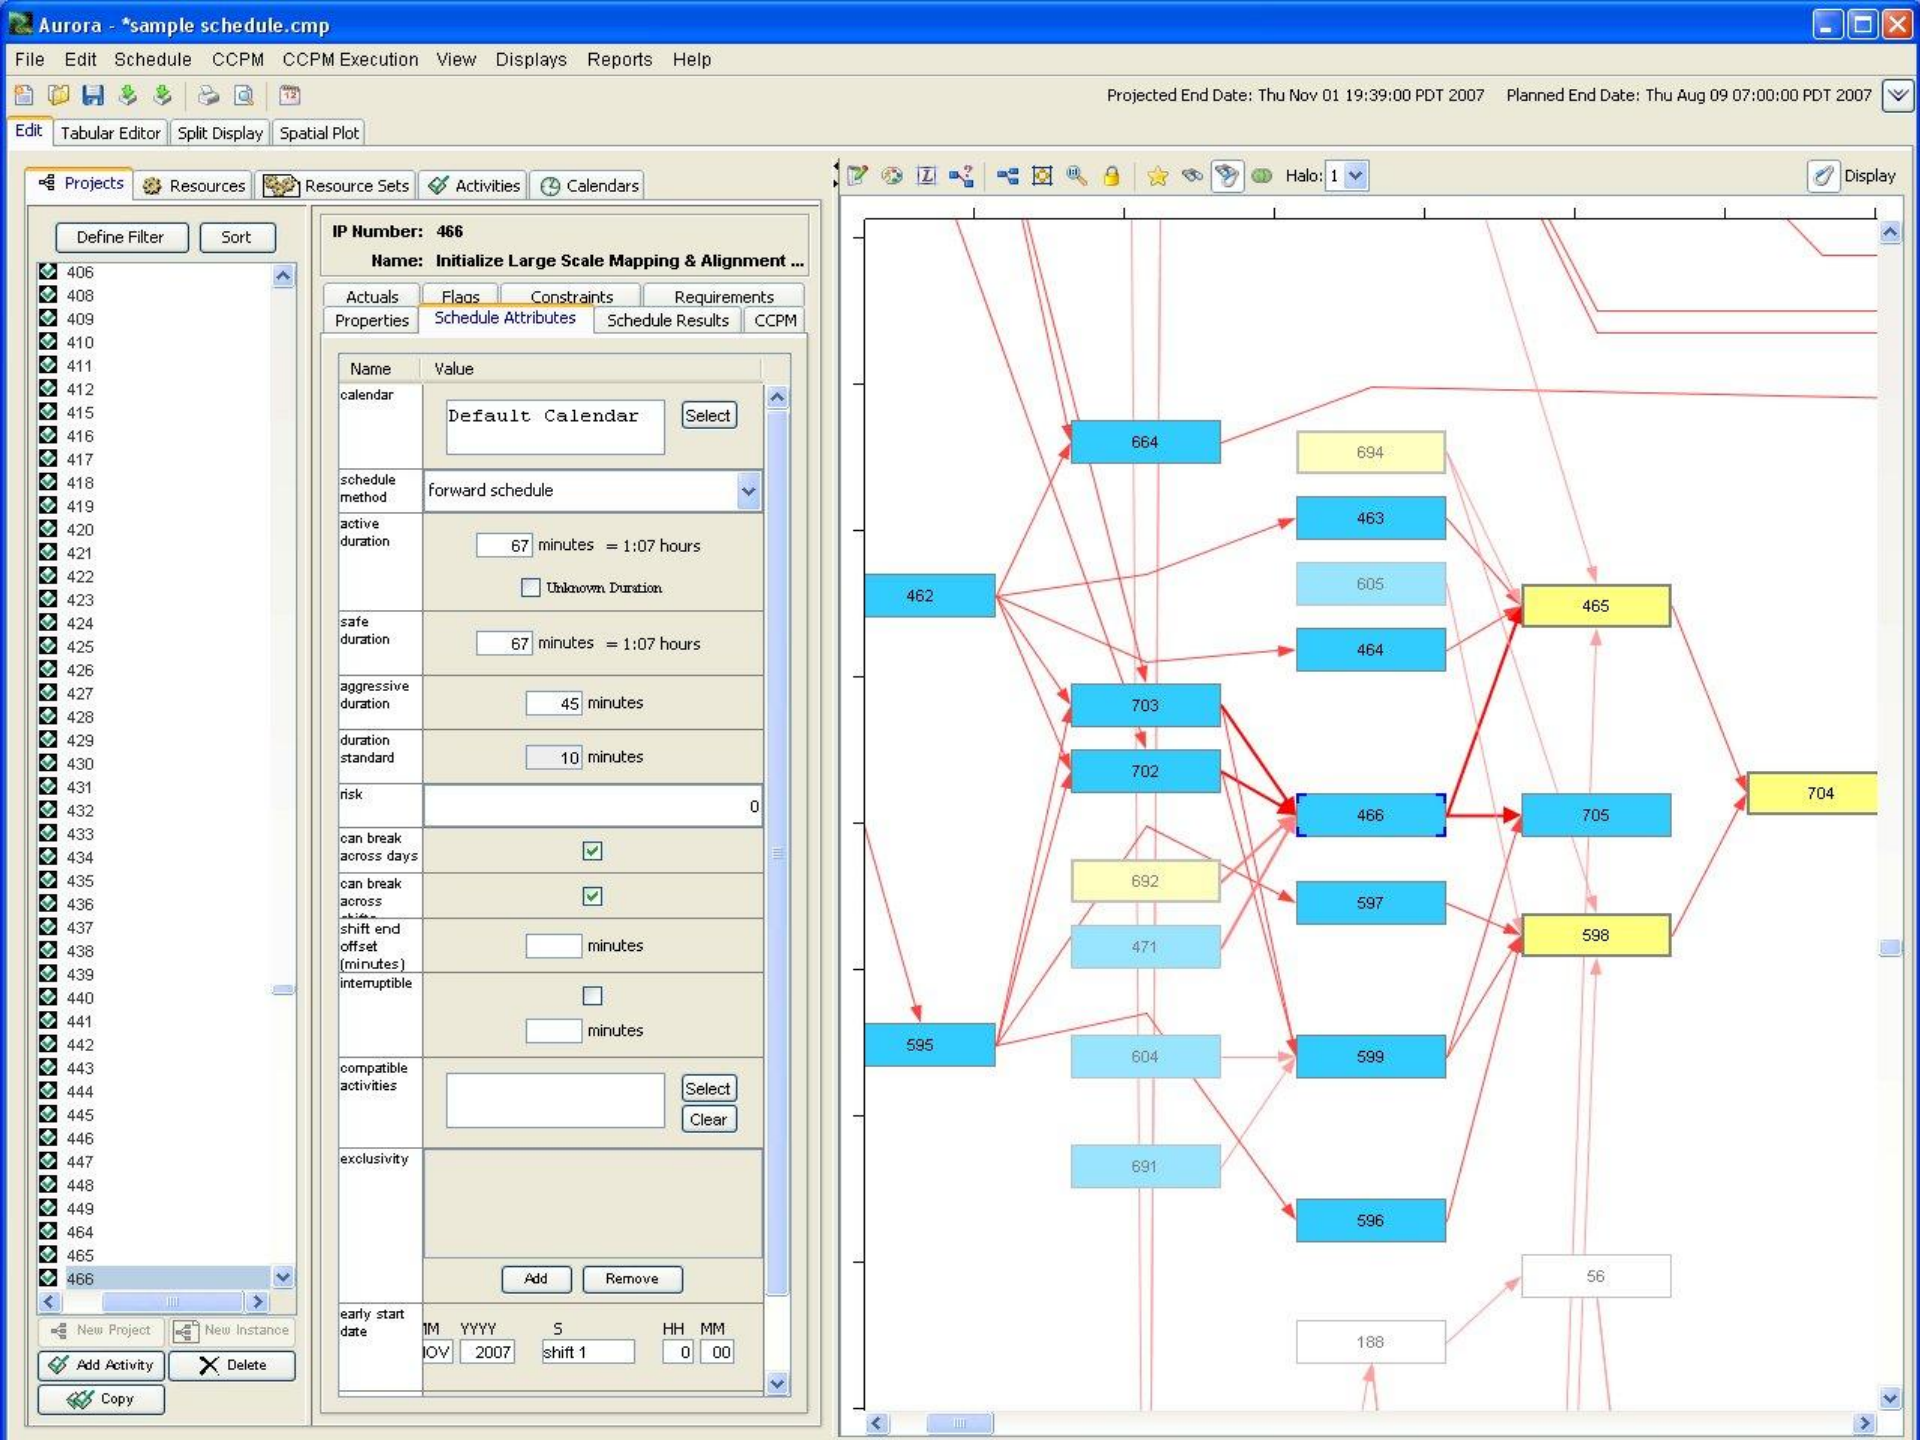 Aurora - *sample schedule.cmp
File Edit Schedule CCPM CCPM Execution View Displays Reports Help
Projected End Date: Thu Nov 01 19:39:00 PDT 2007 Planned End Date: Thu Aug 09 07:00:00 PDT 2007
Edit Tabular Editor Split Display Spatial Plot
Projects Resources Resource Sets Activities Calendars
Define Filter Sort
406
408
409
410
411
412
415
416
417
418
419
420
421
422
423
424
425
426
427
428
429
430
431
432
433
434
435
436
437
438
439
440
441
442
443
444
445
446
447
448
449
464
465
466
New Project New Instance
Add Activity Delete
Copy
IP Number: 466
Name: Initialize Large Scale Mapping & Alignment ...
Actuals Flags Constraints Requirements
Properties Schedule Attributes Schedule Results CCPM
Name Value
calendar
Default Calendar Select
schedule
method
forward schedule
active
duration
67 minutes = 1:07 hours
Unknown Duration
safe
duration
67 minutes = 1:07 hours
aggressive
duration
45 minutes
duration
standard
10 minutes
risk
0
can break
across days
can break
across
shift end
offset
(minutes)
minutes
interruptible
minutes
compatible
activities
Select
Clear
exclusivity
Add Remove
early start
date
YYYY S HH MM
2007 shift 1 0 00
Halo: 1 Display
664
694
463
605
462
465
464
703
702
704
466
705
692
597
598
471
595
604
599
691
596
56
188